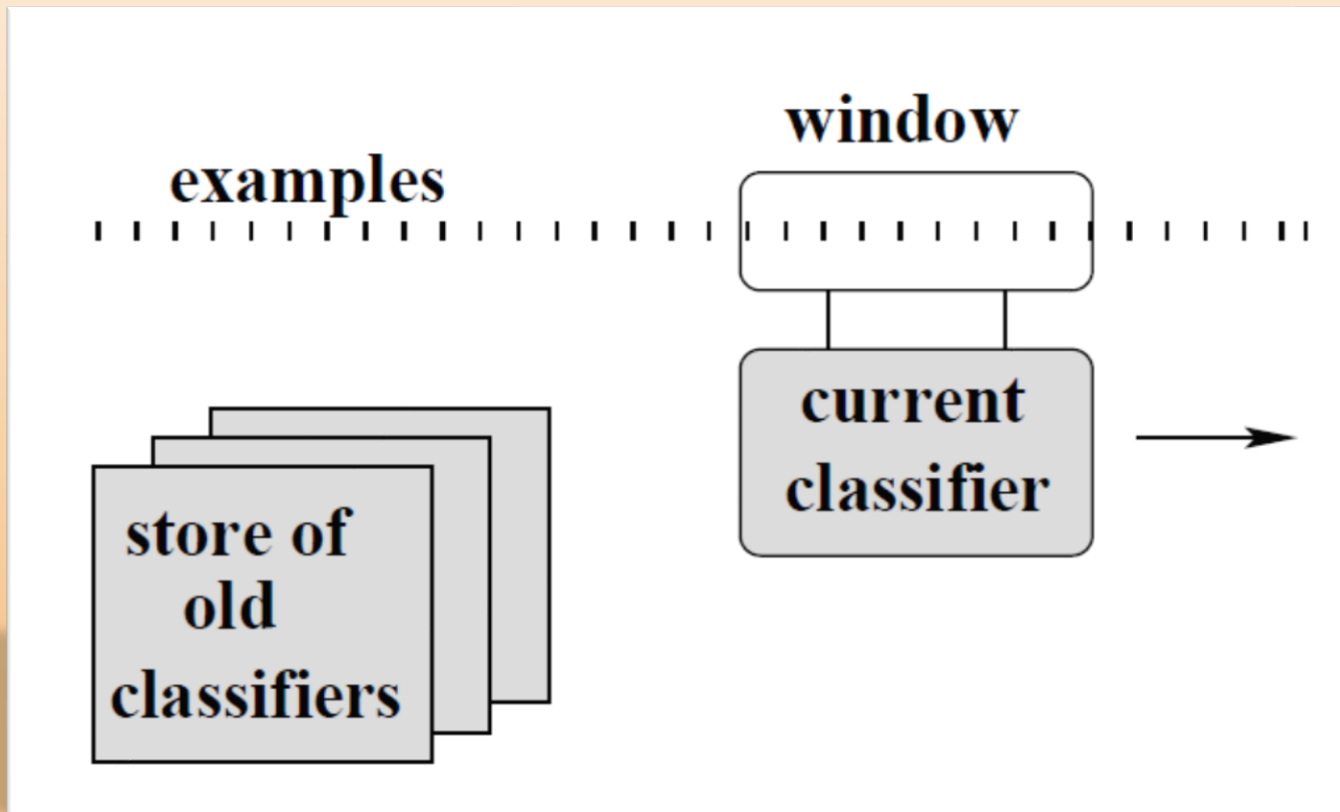 window
examples
current
classifier
store of
old
classifiers